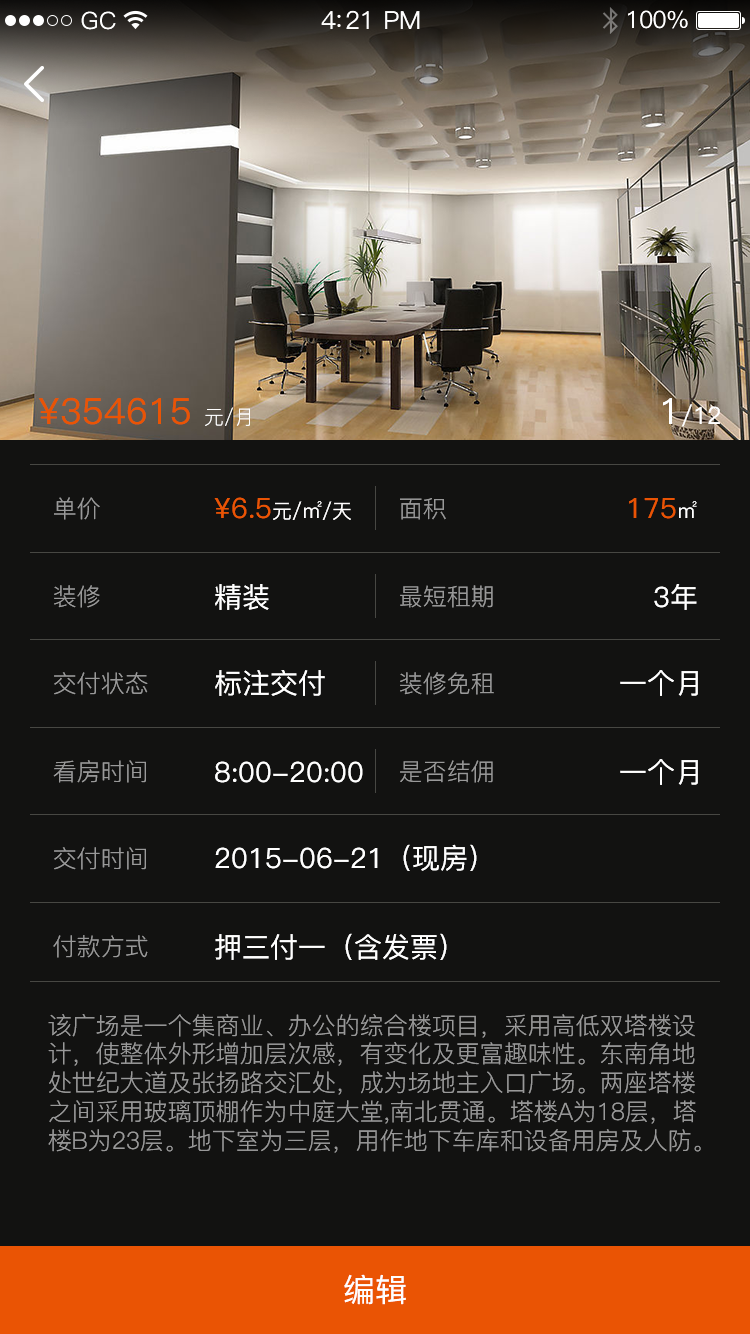 GC 4:21 PM 100%
¥354615 元/月 1/12
单价 ¥6.5元/㎡/天 面积 175㎡
装修 精装 最短租期 3年
交付状态 标注交付 装修免租 一个月
看房时间 8:00-20:00 是否结佣 一个月
交付时间 2015-06-21（现房）
付款方式 押三付一（含发票）
该广场是一个集商业、办公的综合楼项目，采用高低双塔楼设
计，使整体外形增加层次感，有变化及更富趣味性。东南角地
处世纪大道及张扬路交汇处，成为场地主入口广场。两座塔楼
之间采用玻璃顶棚作为中庭大堂,南北贯通。塔楼A为18层，塔
楼B为23层。地下室为三层，用作地下车库和设备用房及人防。
编辑